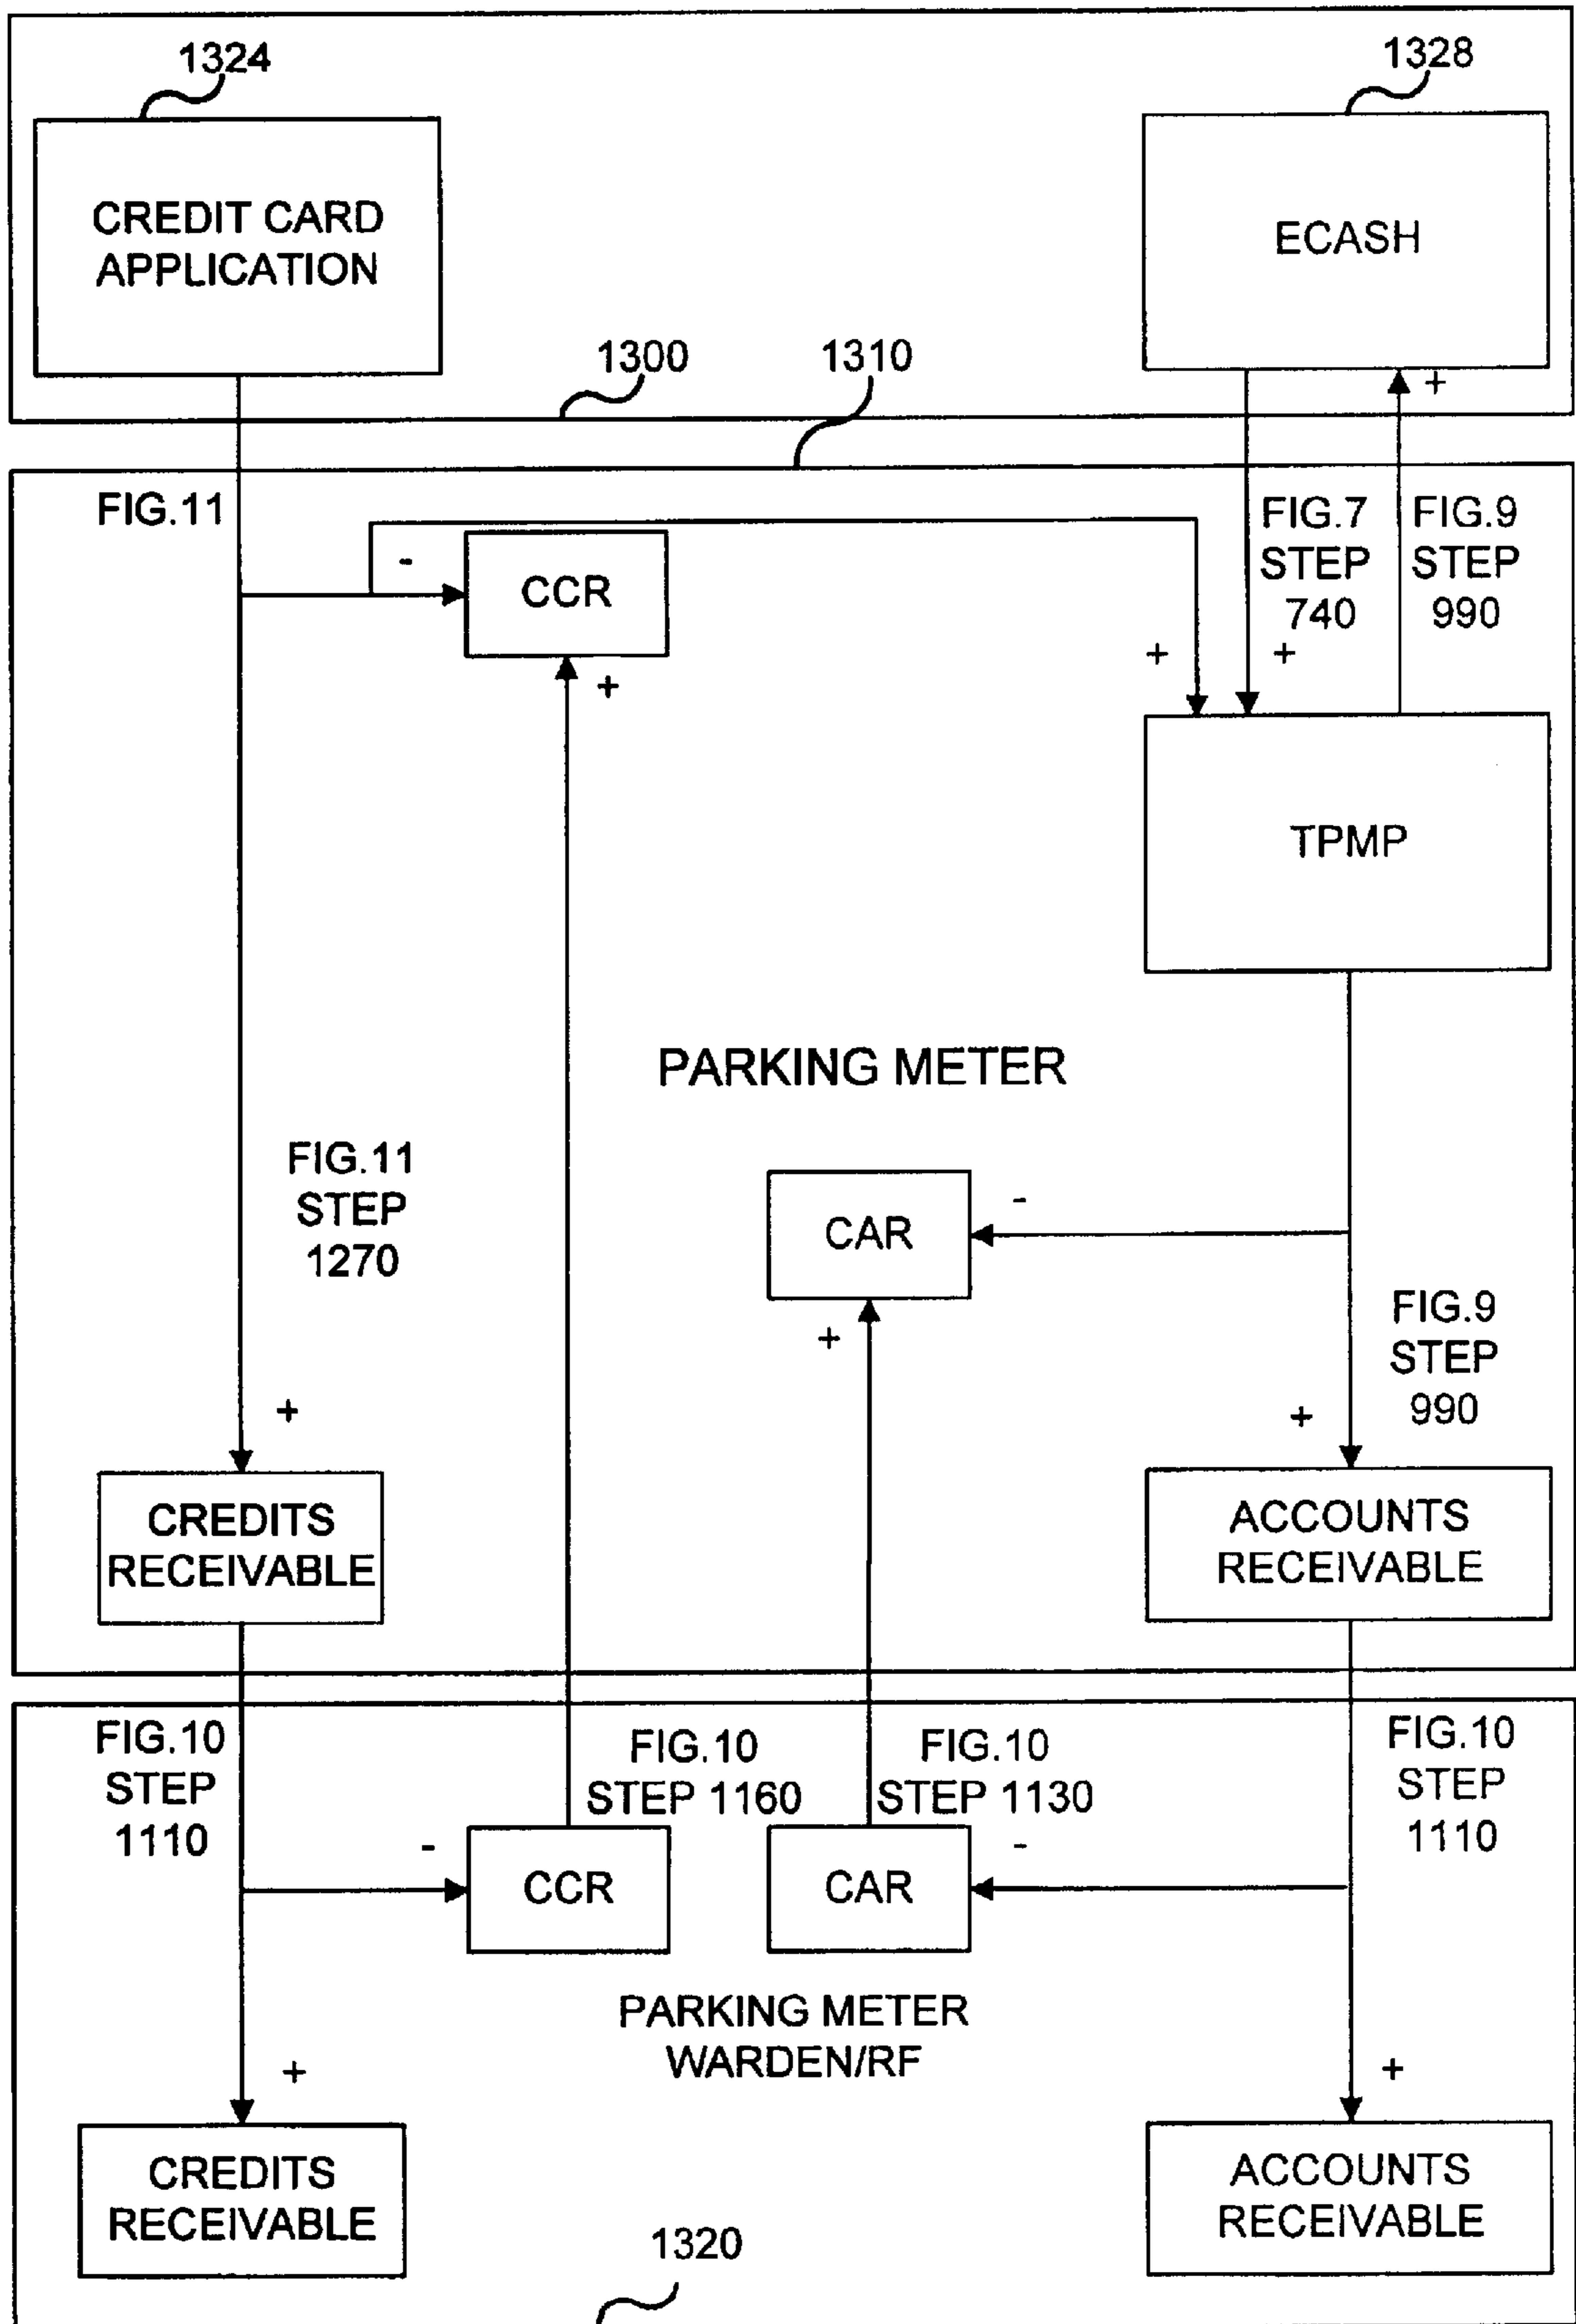 1324
1328
CREDIT CARD
APPLICATION
ECASH
1300
1310
+
FIG.11
-
CCR
+
FIG.7
STEP
740
FIG.9
STEP
990
+
+
TPMP
PARKING METER
FIG.11
STEP
1270
CAR
-
+
FIG.9
STEP
990
+
+
CREDITS
RECEIVABLE
ACCOUNTS
RECEIVABLE
FIG.10
STEP
1110
FIG.10
STEP 1160
FIG.10
STEP 1130
FIG.10
STEP
1110
-
CCR
CAR
-
PARKING METER
WARDEN/RF
+
+
CREDITS
RECEIVABLE
ACCOUNTS
RECEIVABLE
1320